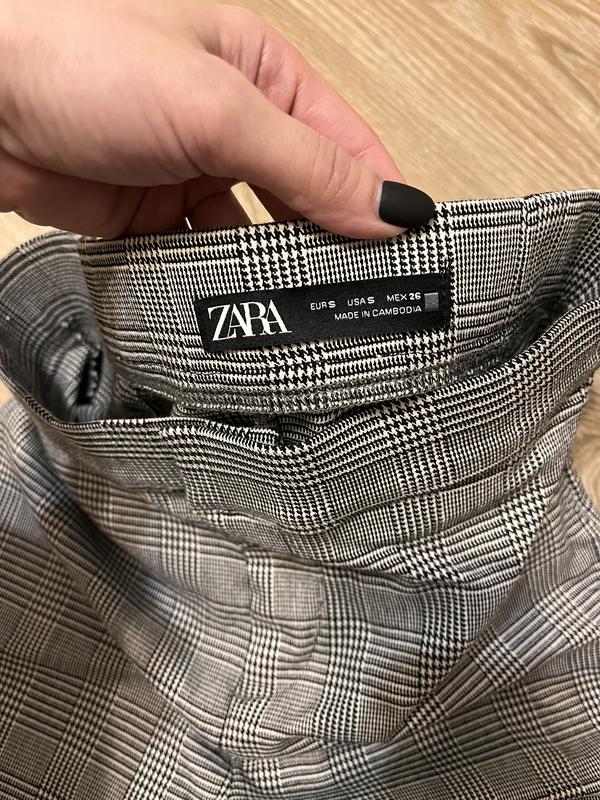 ZARA
EUR S USA S MEX 26
MADE IN CAMBODIA